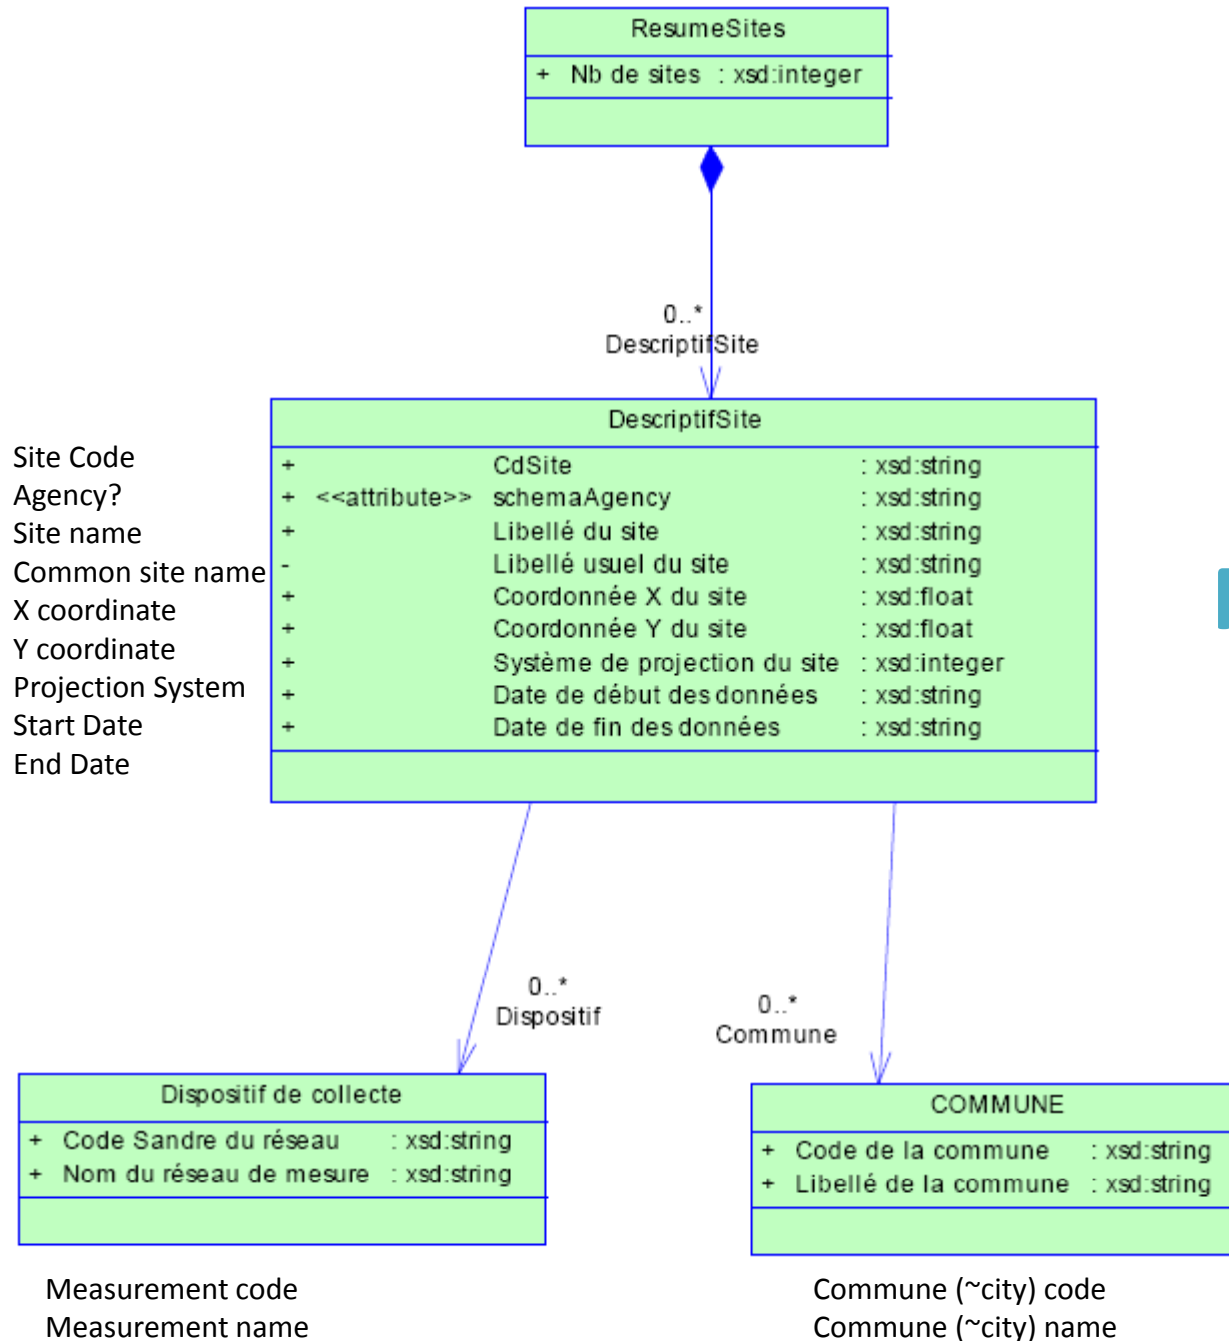 ResumeSites
+ Nb de sites : xsd:integer
0..*
DescriptifSite
DescriptifSite
Site Code
Agency?
Site name
Common site name
X coordinate
Y coordinate
Projection System
Start Date
End Date
+ CdSite : xsd:string
+ <<attribute>> schemaAgency : xsd:string
+ Libellé du site : xsd:string
- Libellé usuel du site : xsd:string
+ Coordonnée X du site : xsd:float
+ Coordonnée Y du site : xsd:float
+ Système de projection du site : xsd:integer
+ Date de début des données : xsd:string
+ Date de fin des données : xsd:string
0..*
Dispositif
0..*
Commune
Dispositif de collecte
+ Code Sandre du réseau : xsd:string
+ Nom du réseau de mesure : xsd:string
COMMUNE
+ Code de la commune : xsd:string
+ Libellé de la commune : xsd:string
Measurement code
Measurement name
Commune (~city) code
Commune (~city) name